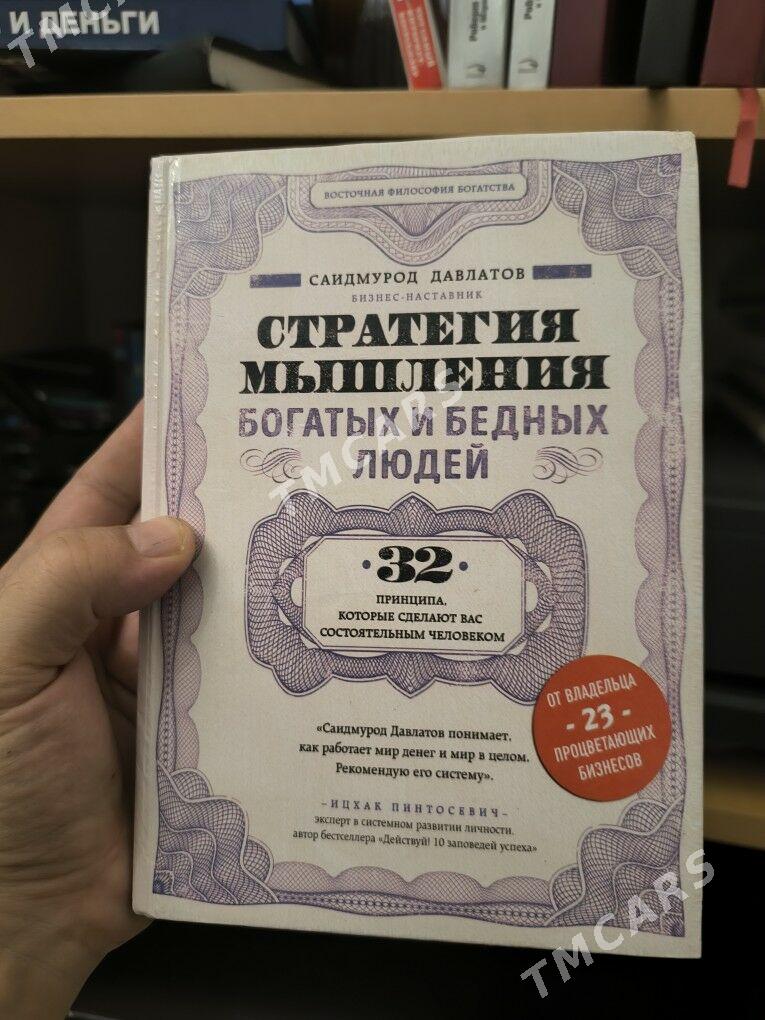 И ДЕНЬГИ
ВОСТОЧНАЯ ФИЛОСОФИЯ БОГАТСТВА
САИДМУРОД ДАВЛАТОВ
БИЗНЕС-НАСТАВНИК
СТРАТЕГИЯ
МЫШЛЕНИЯ
БОГАТЫХ И БЕДНЫХ
ЛЮДЕЙ
·32·
ПРИНЦИПА,
КОТОРЫЕ СДЕЛАЮТ ВАС
СОСТОЯТЕЛЬНЫМ ЧЕЛОВЕКОМ
ОТ ВЛАДЕЛЬЦА
- 23 -
ПРОЦВЕТАЮЩИХ
БИЗНЕСОВ
«Саидмурод Давлатов понимает,
как работает мир денег и мир в целом.
Рекомендую его систему».
–ИЦХАК ПИНТОСЕВИЧ–
эксперт в системном развитии личности,
автор бестселлера «Действуй! 10 заповедей успеха»
TMCARS
TMCARS
TMCARS